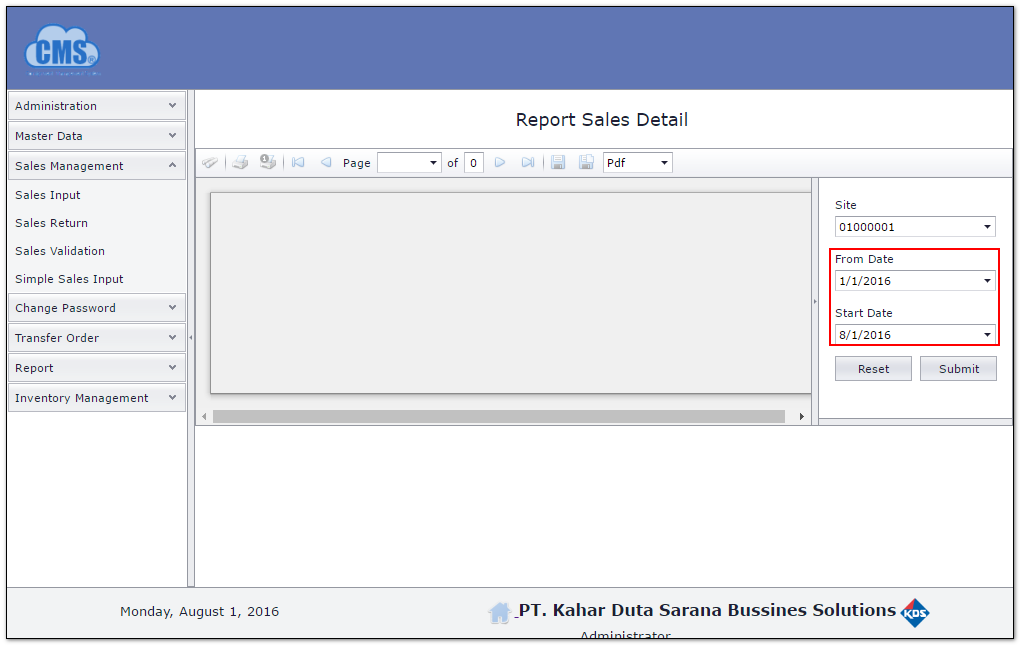 CMS®
Administration
Master Data
Sales Management
Sales Input
Sales Return
Sales Validation
Simple Sales Input
Change Password
Transfer Order
Report
Inventory Management
Report Sales Detail
1
Page of 0 Pdf
Site
01000001
From Date
1/1/2016
Start Date
8/1/2016
Reset Submit
Monday, August 1, 2016
PT. Kahar Duta Sarana Bussines Solutions KDS
Administrator